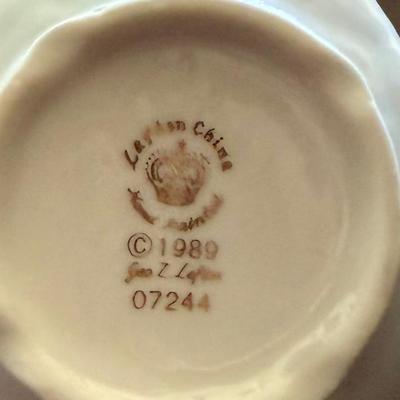 Lefton China
Hand Painted
© 1989
Geo Z. Lefton
07244